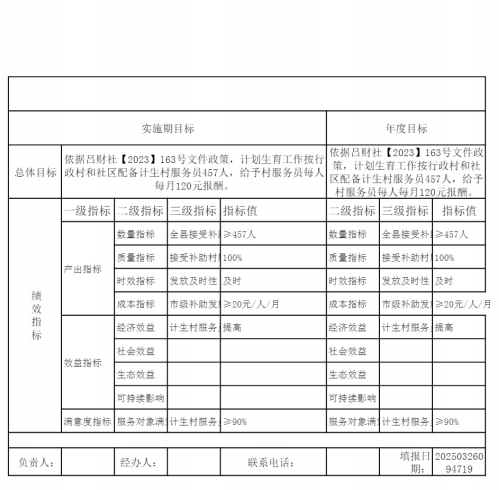 实施期目标 年度目标
总体目标
依据吕财社【2023】163号文件政策，计划生育工作按行
政村和社区配备计生村服务员457人，给予村服务员每人
每月120元报酬。
依据吕财社【2023】163号文件政
策，计划生育工作按行政村和社
区配备计生村服务员457人，给予
村服务员每人每月120元报酬。
绩效指标
一级指标 二级指标 三级指标 指标值 二级指标 三级指标 指标值
产出指标
数量指标 全县接受补 ≥457人 数量指标 全县接受补 ≥457人
质量指标 接受补助村 100% 质量指标 接受补助村 100%
时效指标 发放及时性 及时 时效指标 发放及时性 及时
成本指标 市级补助发 ≥20元/人/月 成本指标 市级补助发 ≥20元/人/月
效益指标
经济效益 计生村服务 提高 经济效益 计生村服务 提高
社会效益 社会效益
生态效益 生态效益
可持续影响 可持续影响
满意度指标 服务对象满 计生村服务 ≥90% 服务对象满 计生村服务 ≥90%
负责人： 经办人： 联系电话： 填报日
期：
202503260
94719